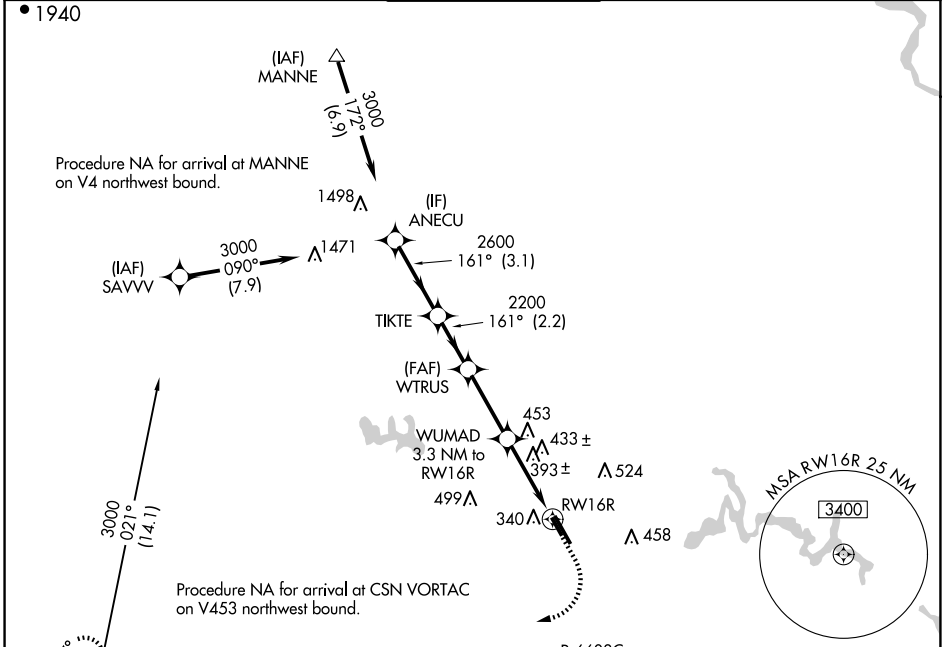 1940
(IAF)
MANNE
3000
172°
(6.9)
Procedure NA for arrival at MANNE
on V4 northwest bound.
1498
(IF)
ANECU
1471
3000
090°
(7.9)
(IAF)
SAVVV
2600
161° (3.1)
TIKTE
2200
161° (2.2)
(FAF)
WTRUS
453
WUMAD
3.3 NM to
RW16R
433 ±
393 ±
524
499
340
RW16R
458
MSA RW16R 25 NM
3400
3000
021°
(14.1)
Procedure NA for arrival at CSN VORTAC
on V453 northwest bound.